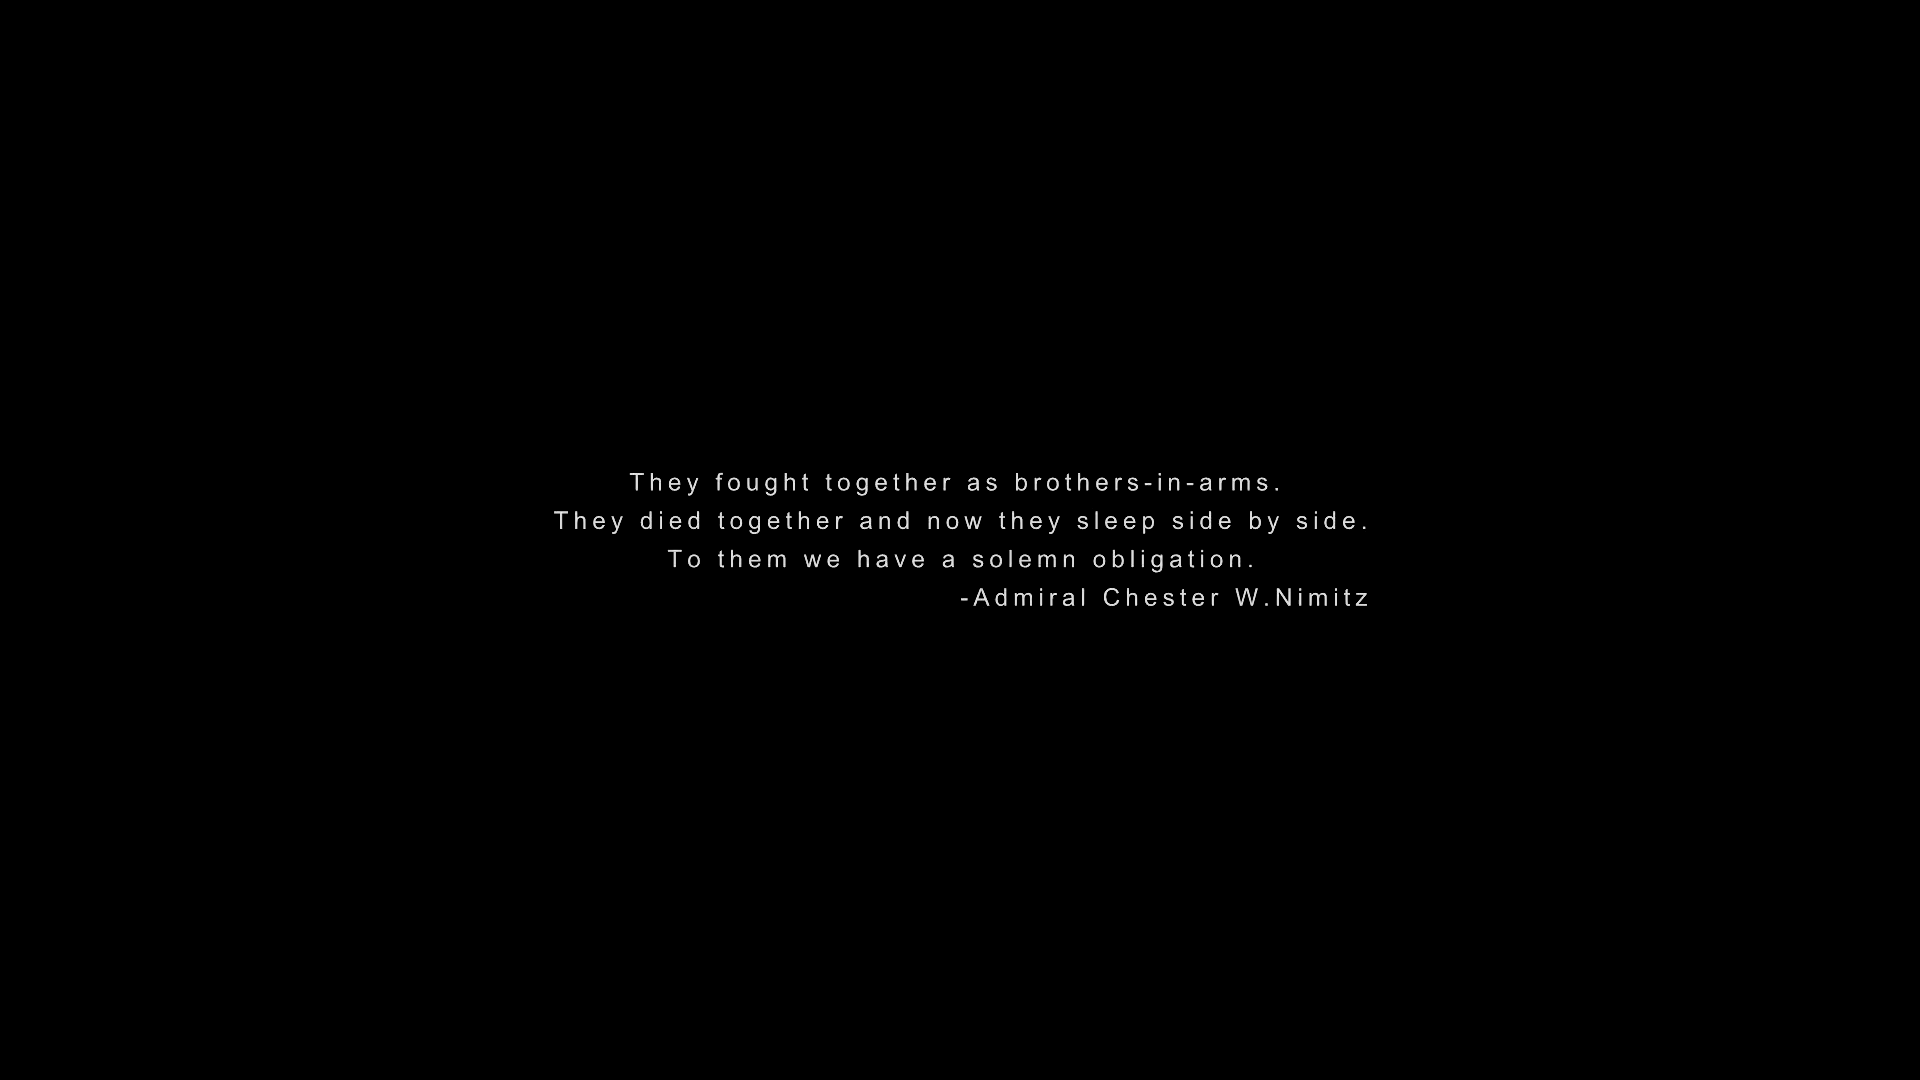 They fought together as brothers-in-arms.
They died together and now they sleep side by side.
To them we have a solemn obligation.
-Admiral Chester W.Nimitz